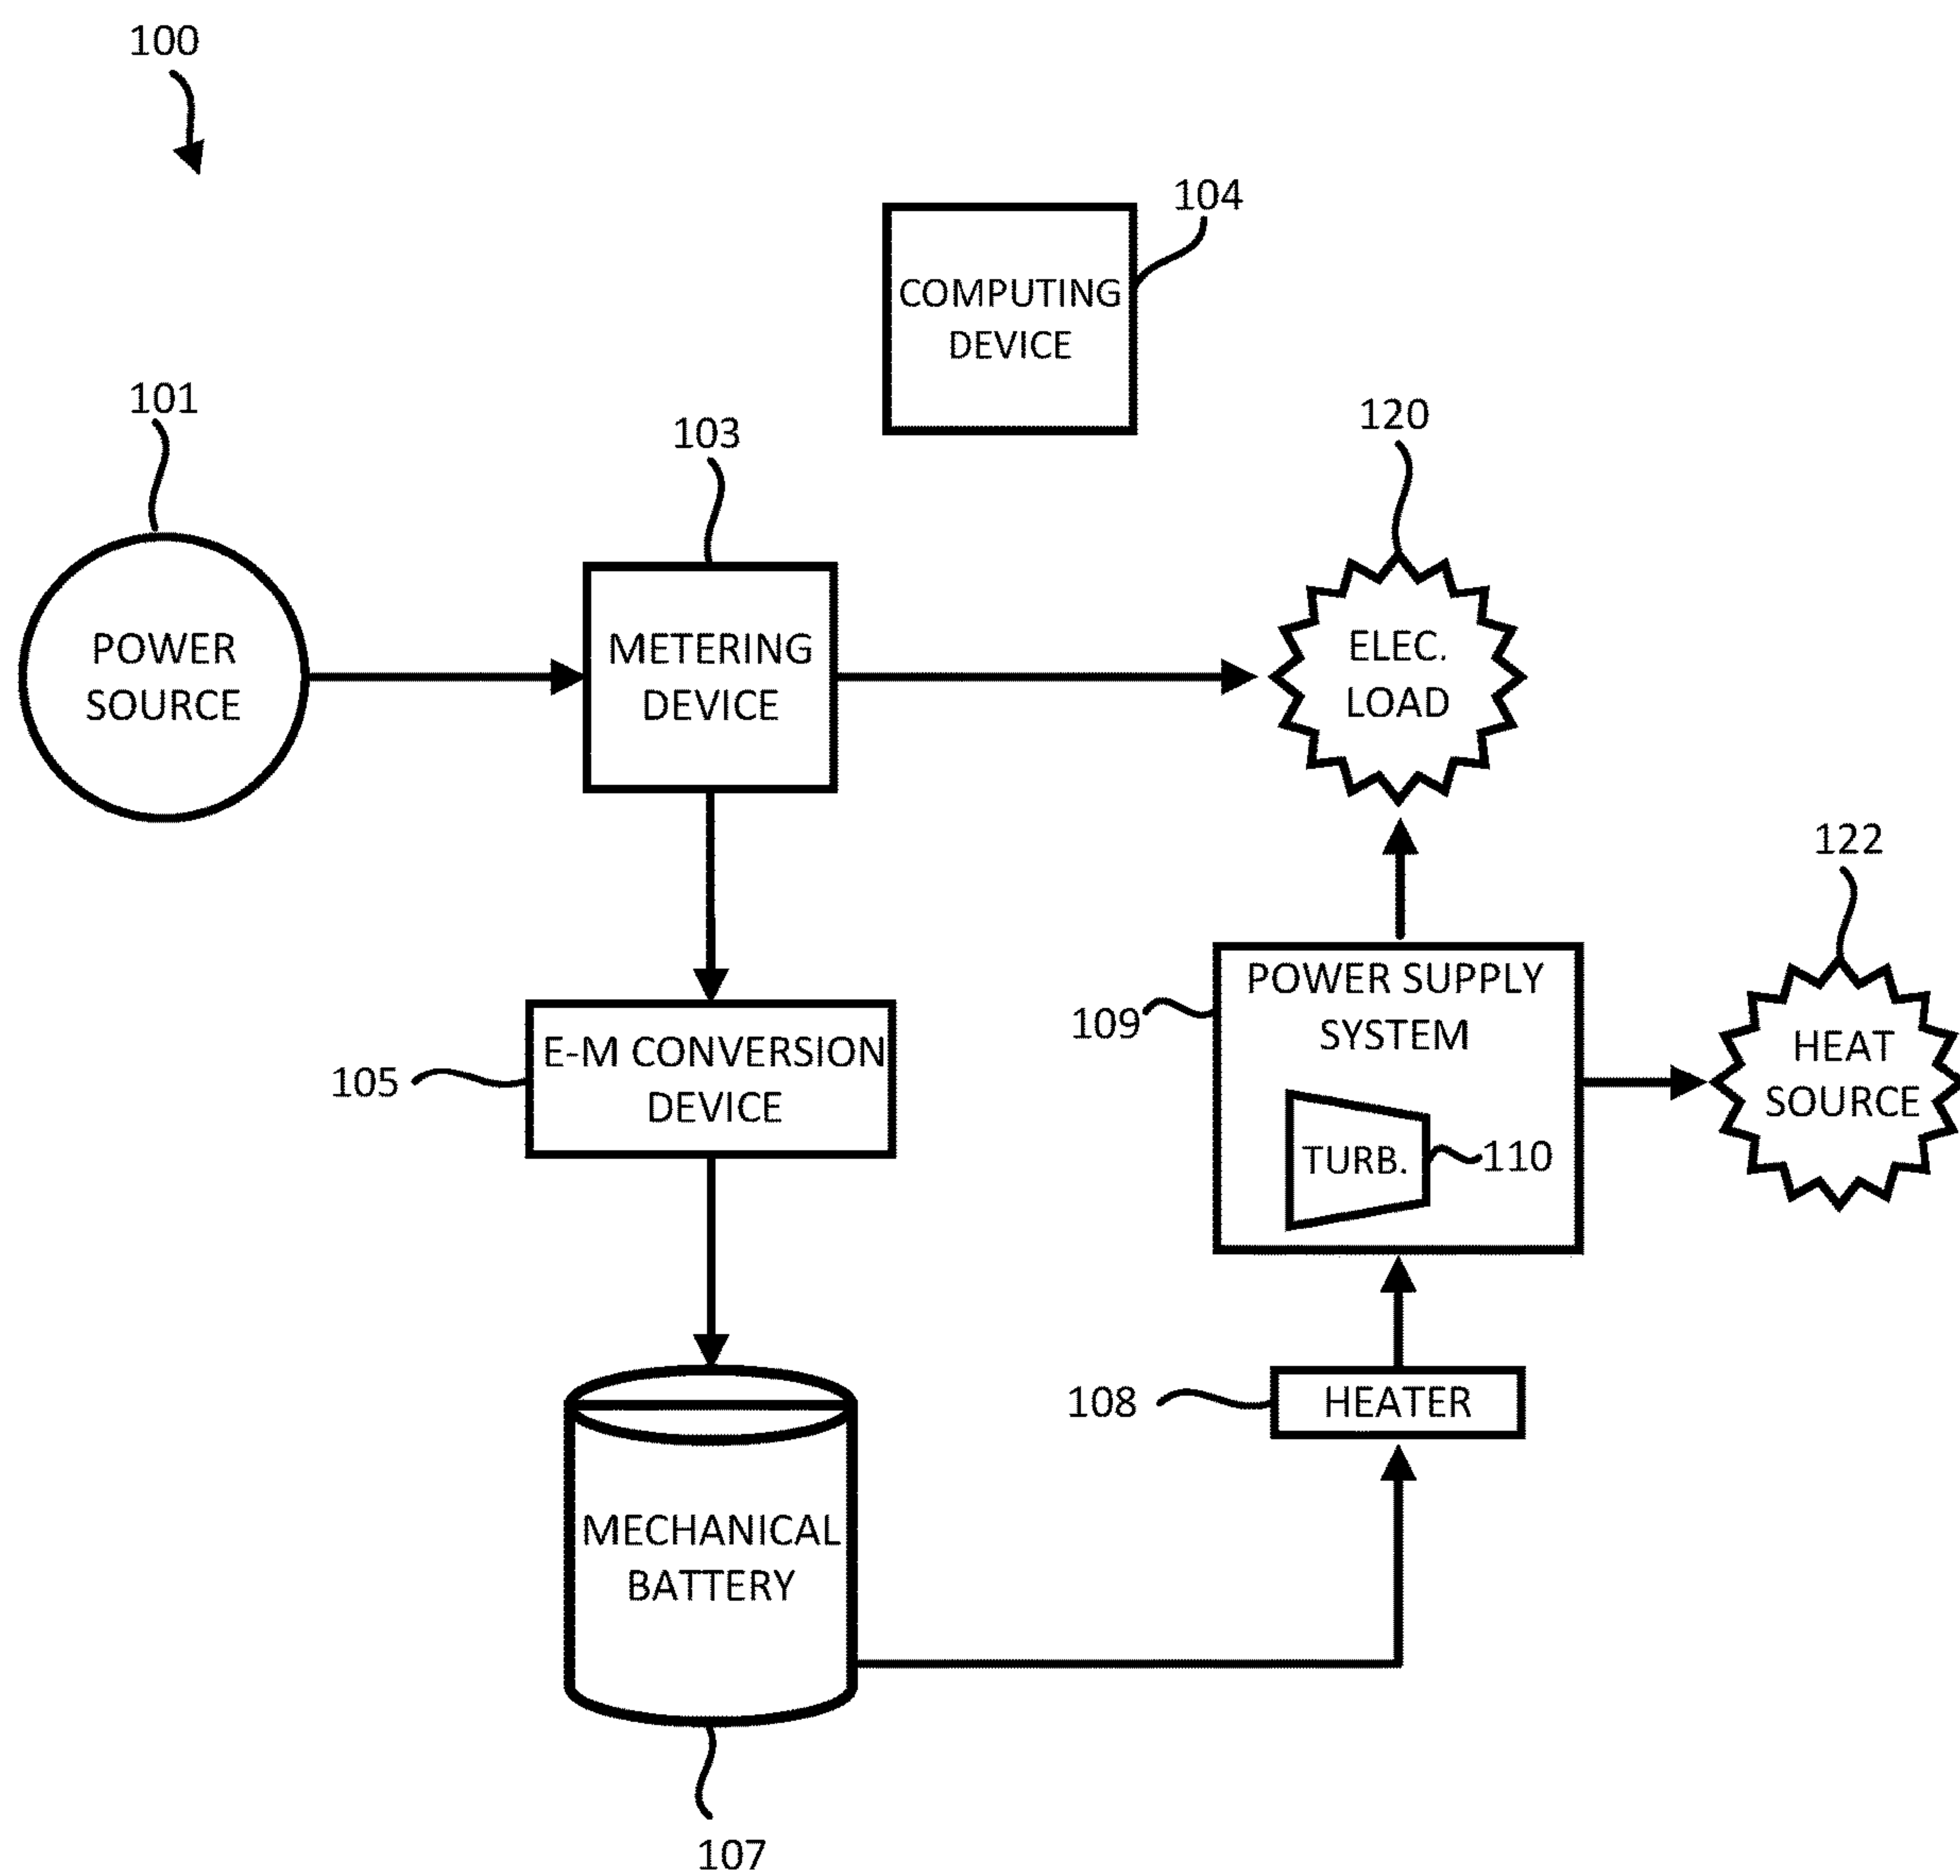 100
104
COMPUTING
DEVICE
101
103
120
POWER
SOURCE
METERING
DEVICE
ELEC.
LOAD
122
109
POWER SUPPLY
SYSTEM
HEAT
SOURCE
105
E-M CONVERSION
DEVICE
TURB.
110
108
HEATER
MECHANICAL
BATTERY
107